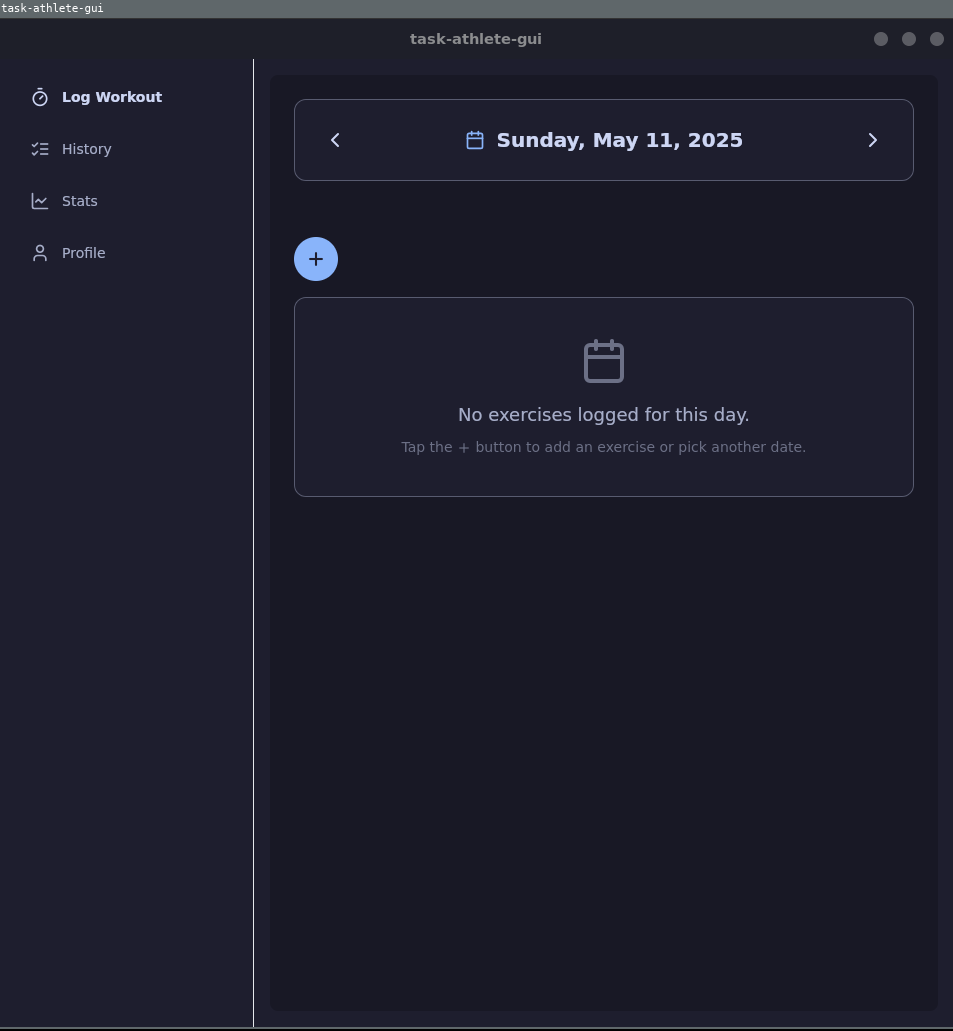 task-athlete-gui
task-athlete-gui
Log Workout
History
Stats
Profile
Sunday, May 11, 2025
No exercises logged for this day.
Tap the + button to add an exercise or pick another date.